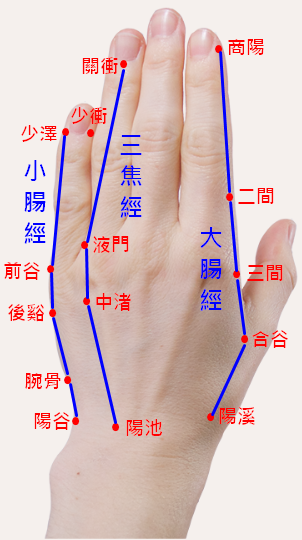 商陽
關衝
少衝
少澤
三焦經
小腸經
二間
大腸經
液門
前谷
三間
中渚
後谿
合谷
腕骨
陽溪
陽谷
陽池